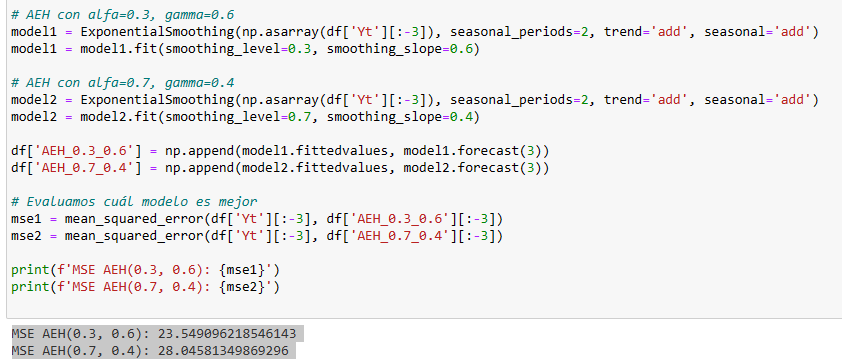 # AEH con alfa=0.3, gamma=0.6
model1 = ExponentialSmoothing(np.asarray(df['Yt'][:-3]), seasonal_periods=2, trend='add', seasonal='add')
model1 = model1.fit(smoothing_level=0.3, smoothing_slope=0.6)
# AEH con alfa=0.7, gamma=0.4
model2 = ExponentialSmoothing(np.asarray(df['Yt'][:-3]), seasonal_periods=2, trend='add', seasonal='add')
model2 = model2.fit(smoothing_level=0.7, smoothing_slope=0.4)
df['AEH_0.3_0.6'] = np.append(model1.fittedvalues, model1.forecast(3))
df['AEH_0.7_0.4'] = np.append(model2.fittedvalues, model2.forecast(3))
# Evaluamos cuál modelo es mejor
mse1 = mean_squared_error(df['Yt'][:-3], df['AEH_0.3_0.6'][:-3])
mse2 = mean_squared_error(df['Yt'][:-3], df['AEH_0.7_0.4'][:-3])
print(f'MSE AEH(0.3, 0.6): {mse1}')
print(f'MSE AEH(0.7, 0.4): {mse2}')
MSE AEH(0.3, 0.6): 23.549096218546143
MSE AEH(0.7, 0.4): 28.04581349869296